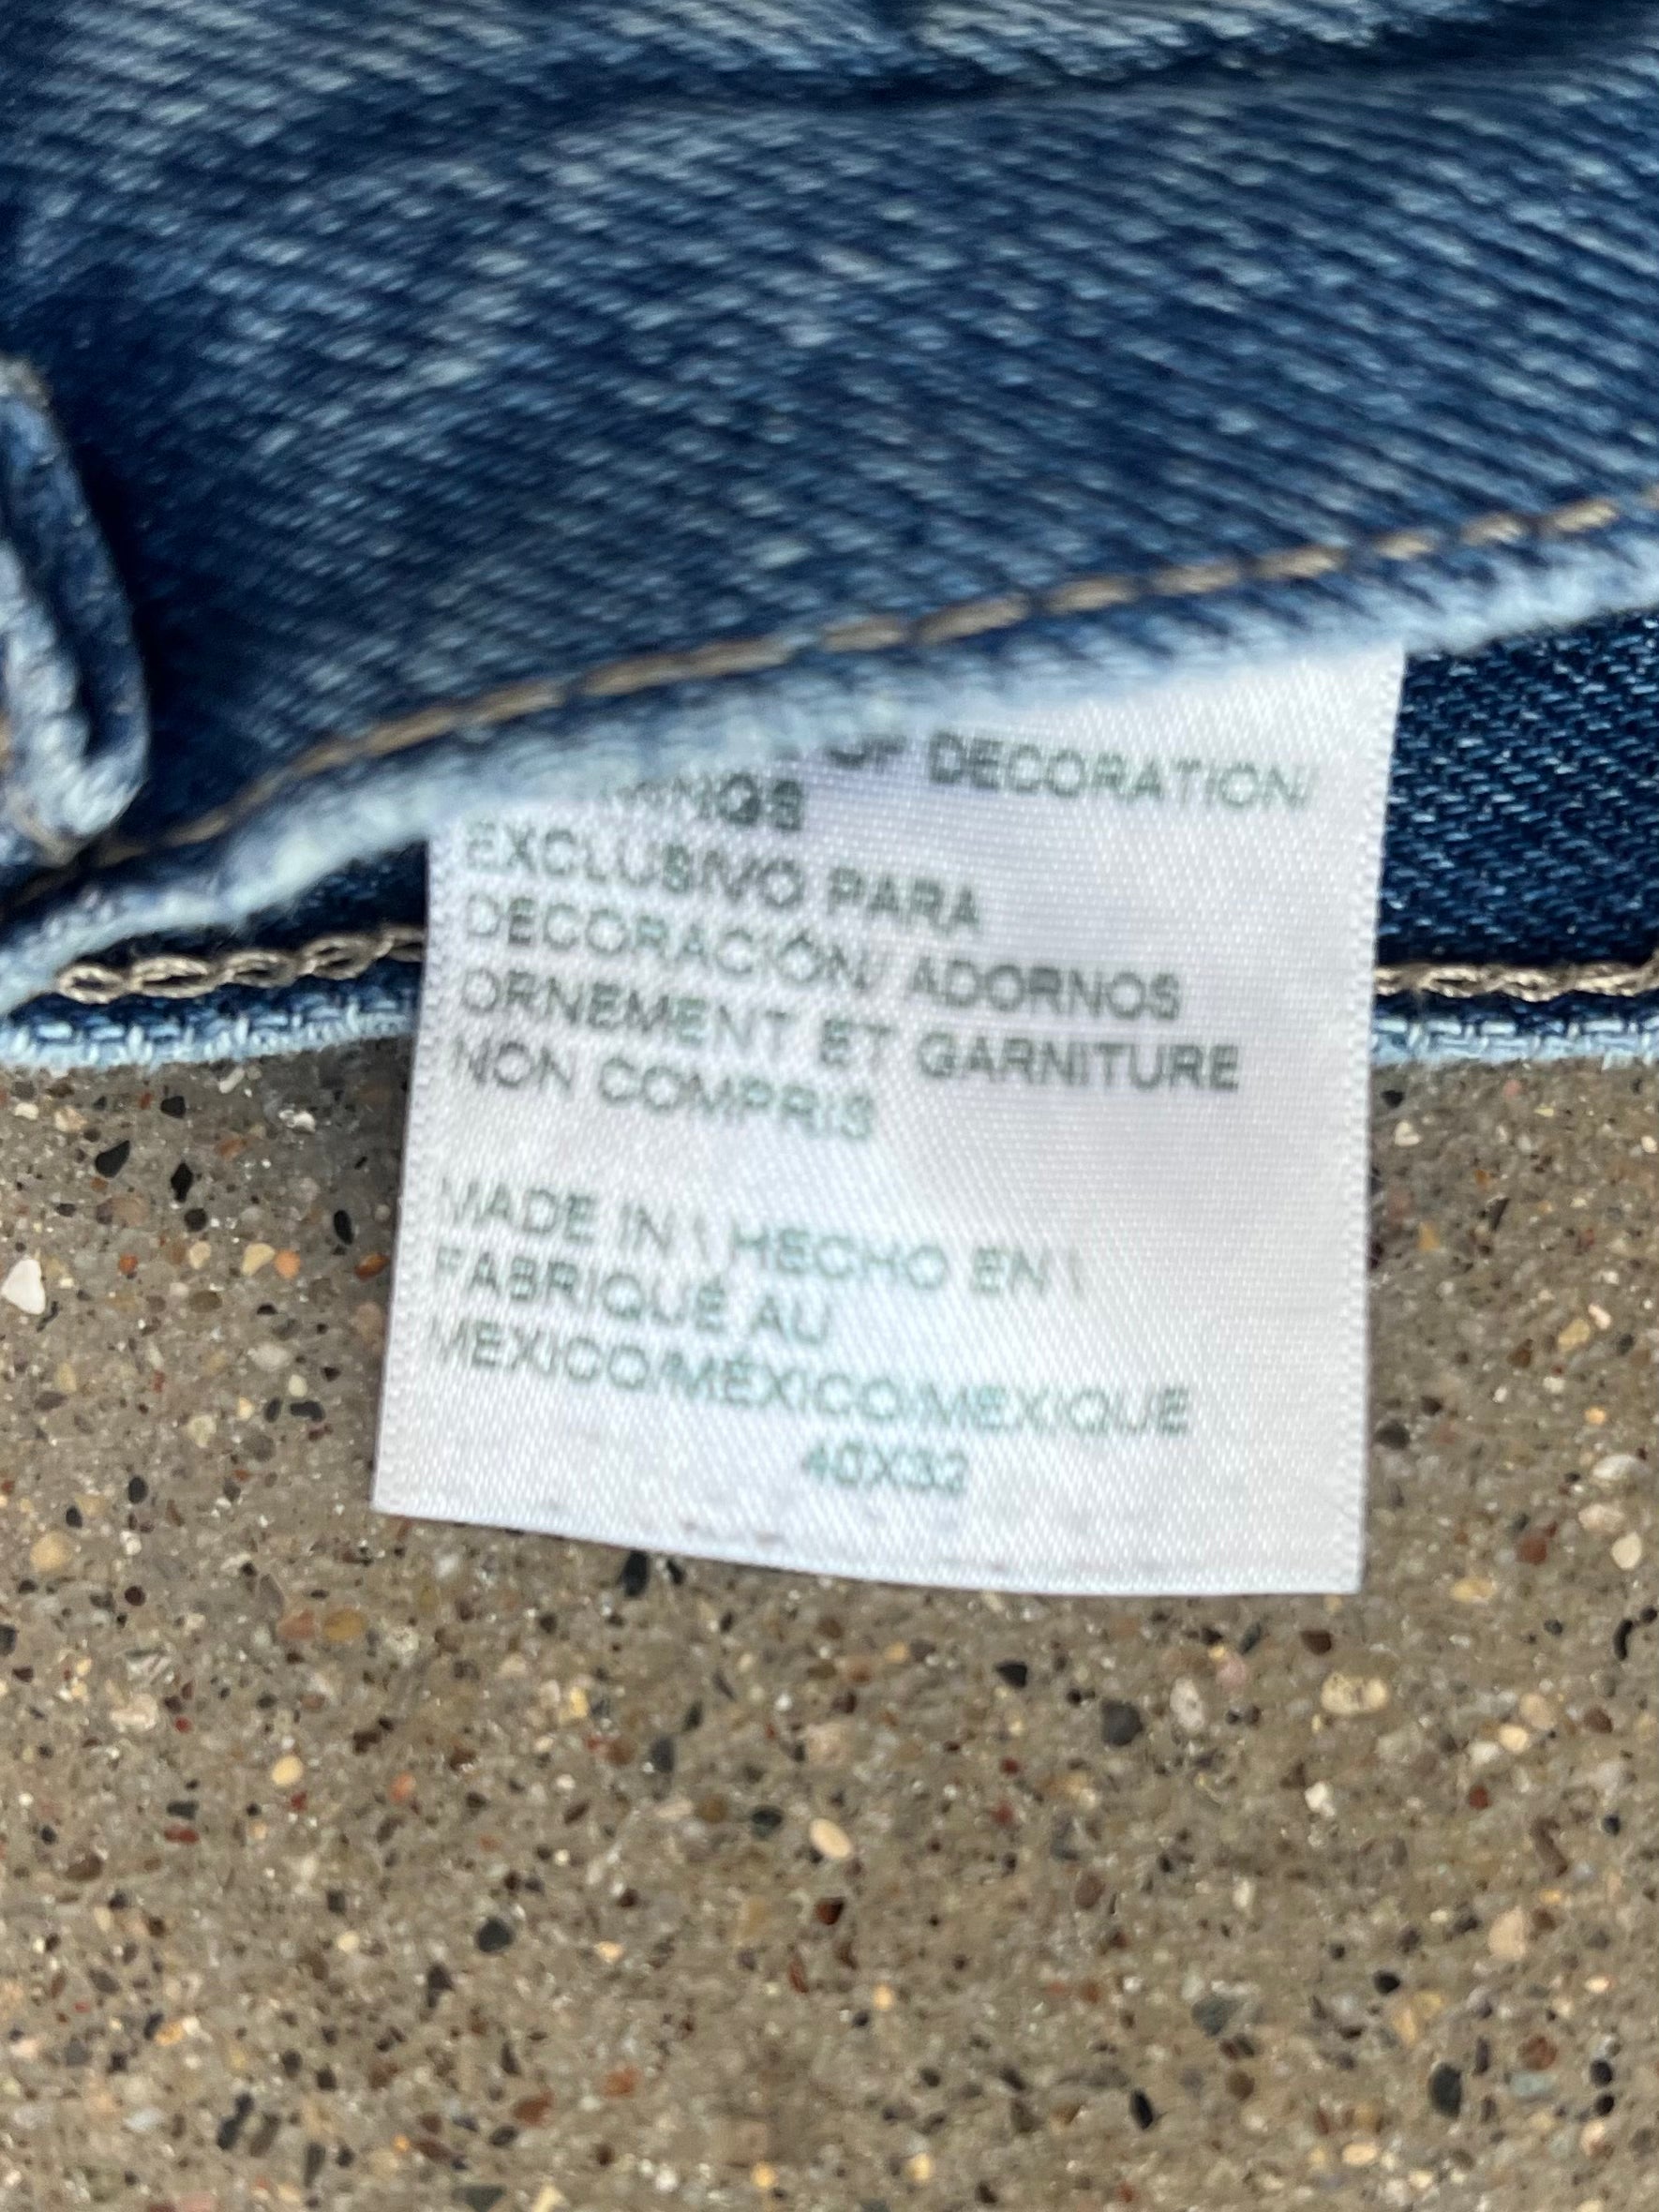 OF DECORATION/
EXCLUSIVO PARA
DECORACIÓN/ ADORNOS
ORNEMENT ET GARNITURE
NON COMPRIS
MADE IN \ HECHO EN \
FABRIQUÉ AU
MEXICO/MÉXICO/MEXIQUE
40X32